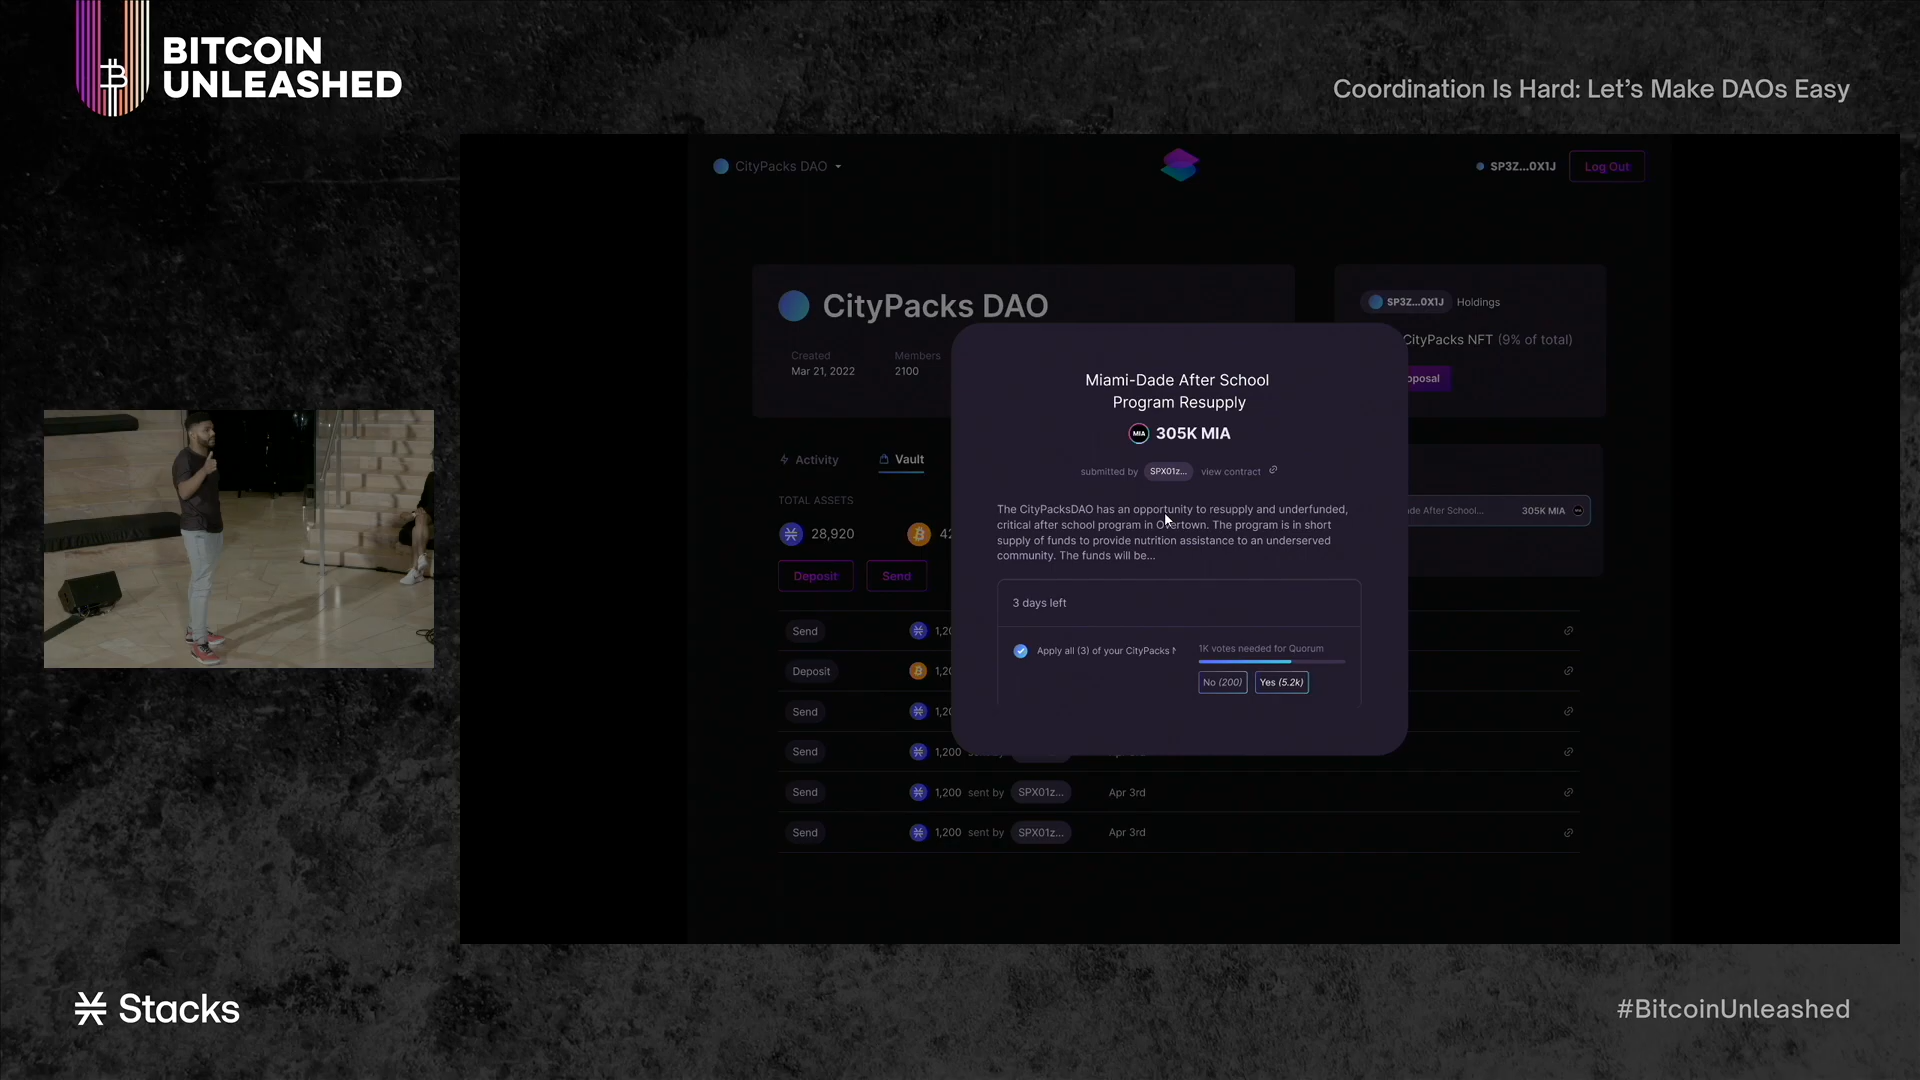 BITCOIN
UNLEASHED
Coordination Is Hard: Let's Make DAOs Easy
CityPacks DAO
SP3Z...0X1J
Log Out
CityPacks DAO
Created
Mar 21, 2022
Members
2100
SP3Z...0X1J Holdings
CityPacks NFT (9% of total)
Miami-Dade After School
Program Resupply
MIA 305K MIA
submitted by SPX01z... view contract
The CityPacksDAO has an opportunity to resupply and underfunded,
critical after school program in Overtown. The program is in short
supply of funds to provide nutrition assistance to an underserved
community. The funds will be...
3 days left
Apply all (3) of your CityPacks
1K votes needed for Quorum
No (200) Yes (5.2k)
After School... 305K MIA
Activity
Vault
TOTAL ASSETS
28,920
Deposit
Send
Send
Deposit
Send
Send 1,200
Send 1,200 sent by SPX01z... Apr 3rd
Send 1,200 sent by SPX01z... Apr 3rd
Stacks
#BitcoinUnleashed